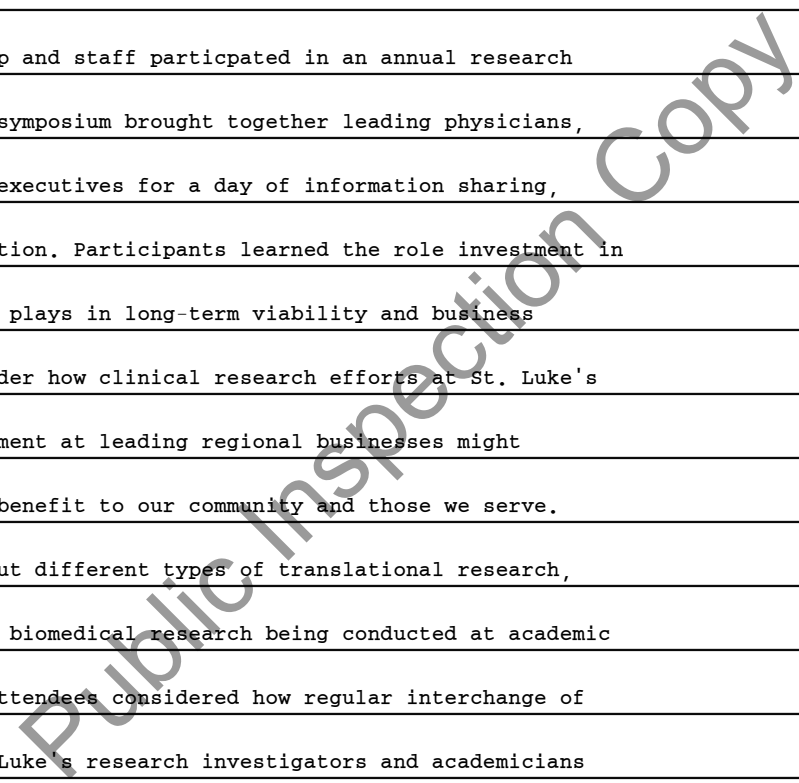 p and staff particpated in an annual research
symposium brought together leading physicians,
executives for a day of information sharing,
tion. Participants learned the role investment in
plays in long-term viability and business
der how clinical research efforts at St. Luke's
ment at leading regional businesses might
benefit to our community and those we serve.
ut different types of translational research,
biomedical research being conducted at academic
ttendees considered how regular interchange of
Luke's research investigators and academicians
Public Inspection Copy